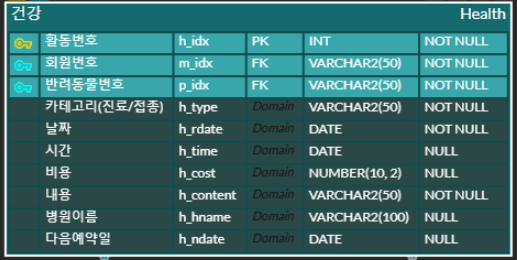 건강 Health
활동번호 h_idx PK INT NOT NULL
회원번호 m_idx FK VARCHAR2(50) NOT NULL
반려동물번호 p_idx FK VARCHAR2(50) NOT NULL
카테고리(진료/접종) h_type Domain VARCHAR2(50) NOT NULL
날짜 h_rdate Domain DATE NOT NULL
시간 h_time Domain DATE NULL
비용 h_cost Domain NUMBER(10, 2) NULL
내용 h_content Domain VARCHAR2(50) NOT NULL
병원이름 h_hname Domain VARCHAR2(100) NULL
다음예약일 h_ndate Domain DATE NULL